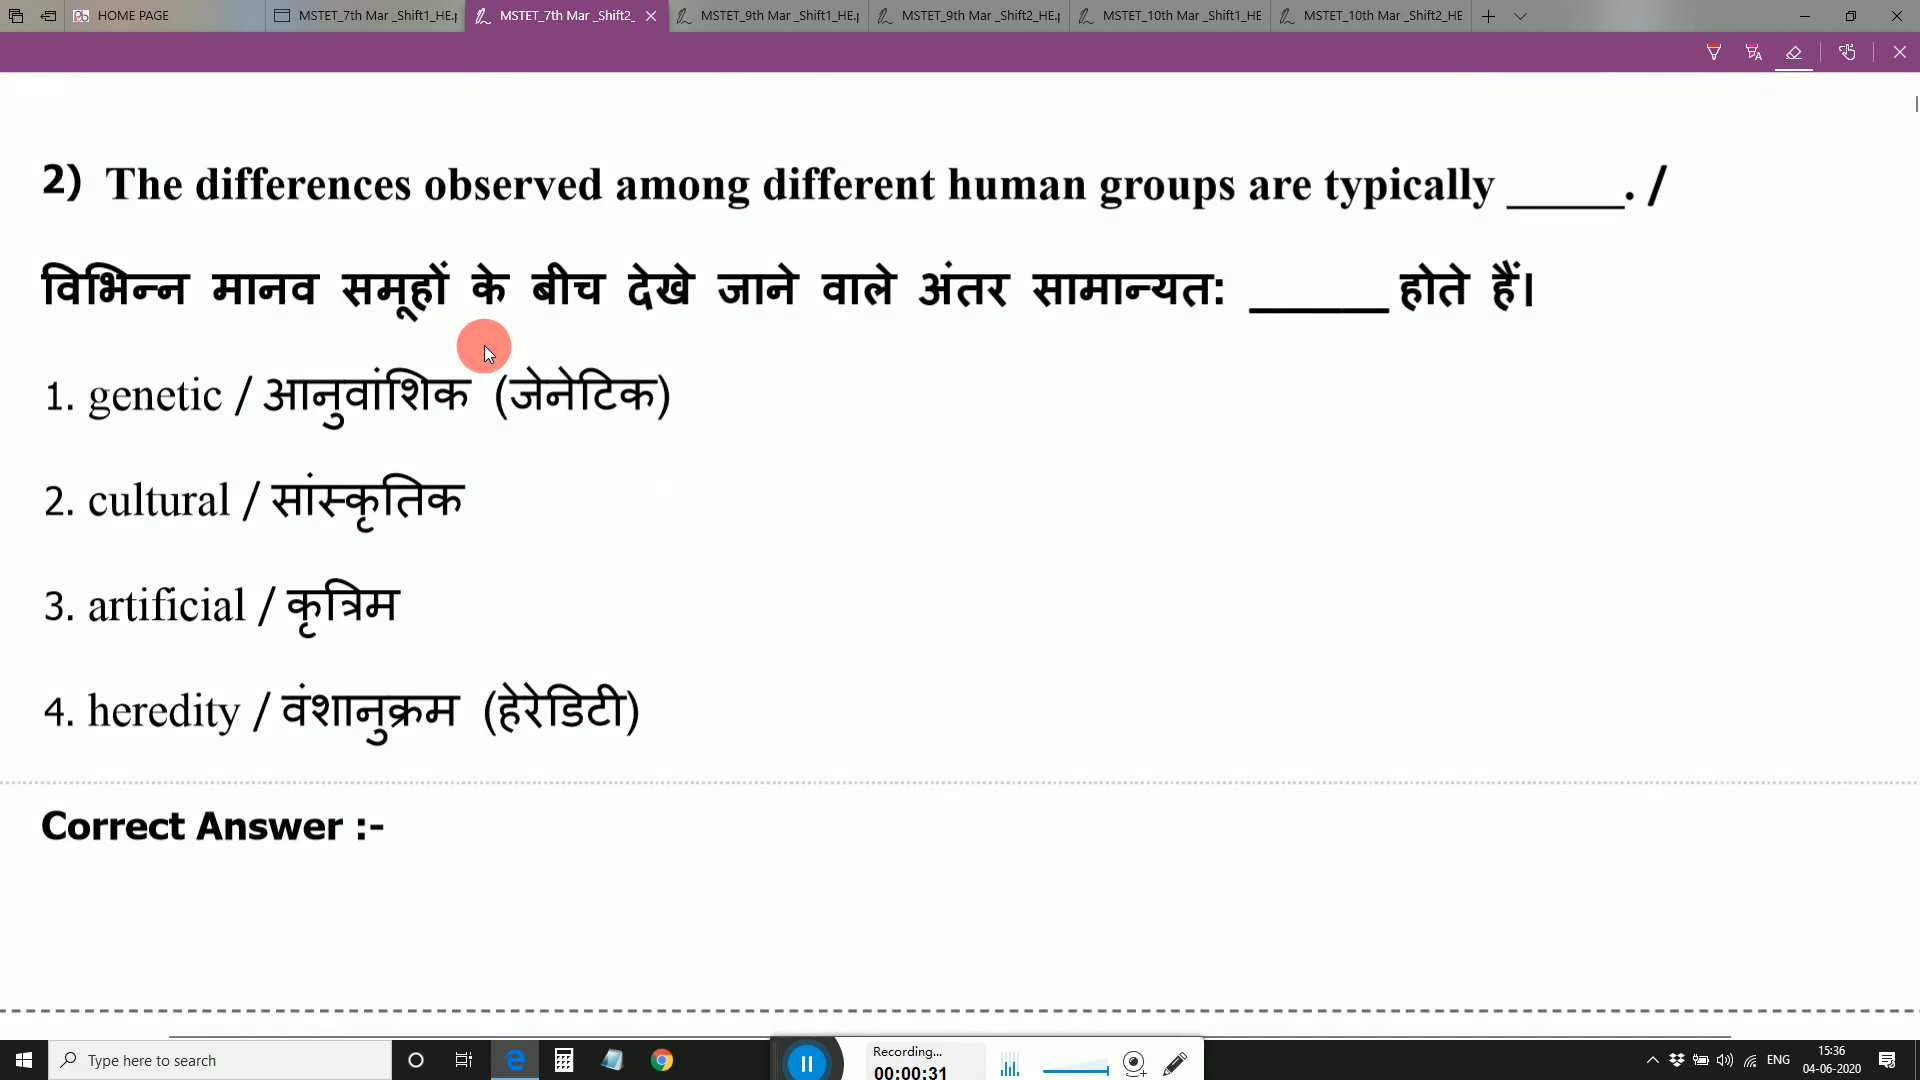 HOME PAGE
MSTET_7th Mar _Shift1_HE.p
MSTET_7th Mar _Shift2_
MSTET_9th Mar _Shift1_HE.p
MSTET_9th Mar _Shift2_HE.p
MSTET_10th Mar _Shift1_HE
MSTET_10th Mar _Shift2_HE
2) The differences observed among different human groups are typically _____. /
विभिन्न मानव समूहों के बीच देखे जाने वाले अंतर सामान्यत: ______ होते हैं।
1. genetic / आनुवांशिक (जेनेटिक)
2. cultural / सांस्कृतिक
3. artificial / कृत्रिम
4. heredity / वंशानुक्रम (हेरेडिटी)
Correct Answer :-
Type here to search
Recording...
00:00:31
ENG
15:36
04-06-2020